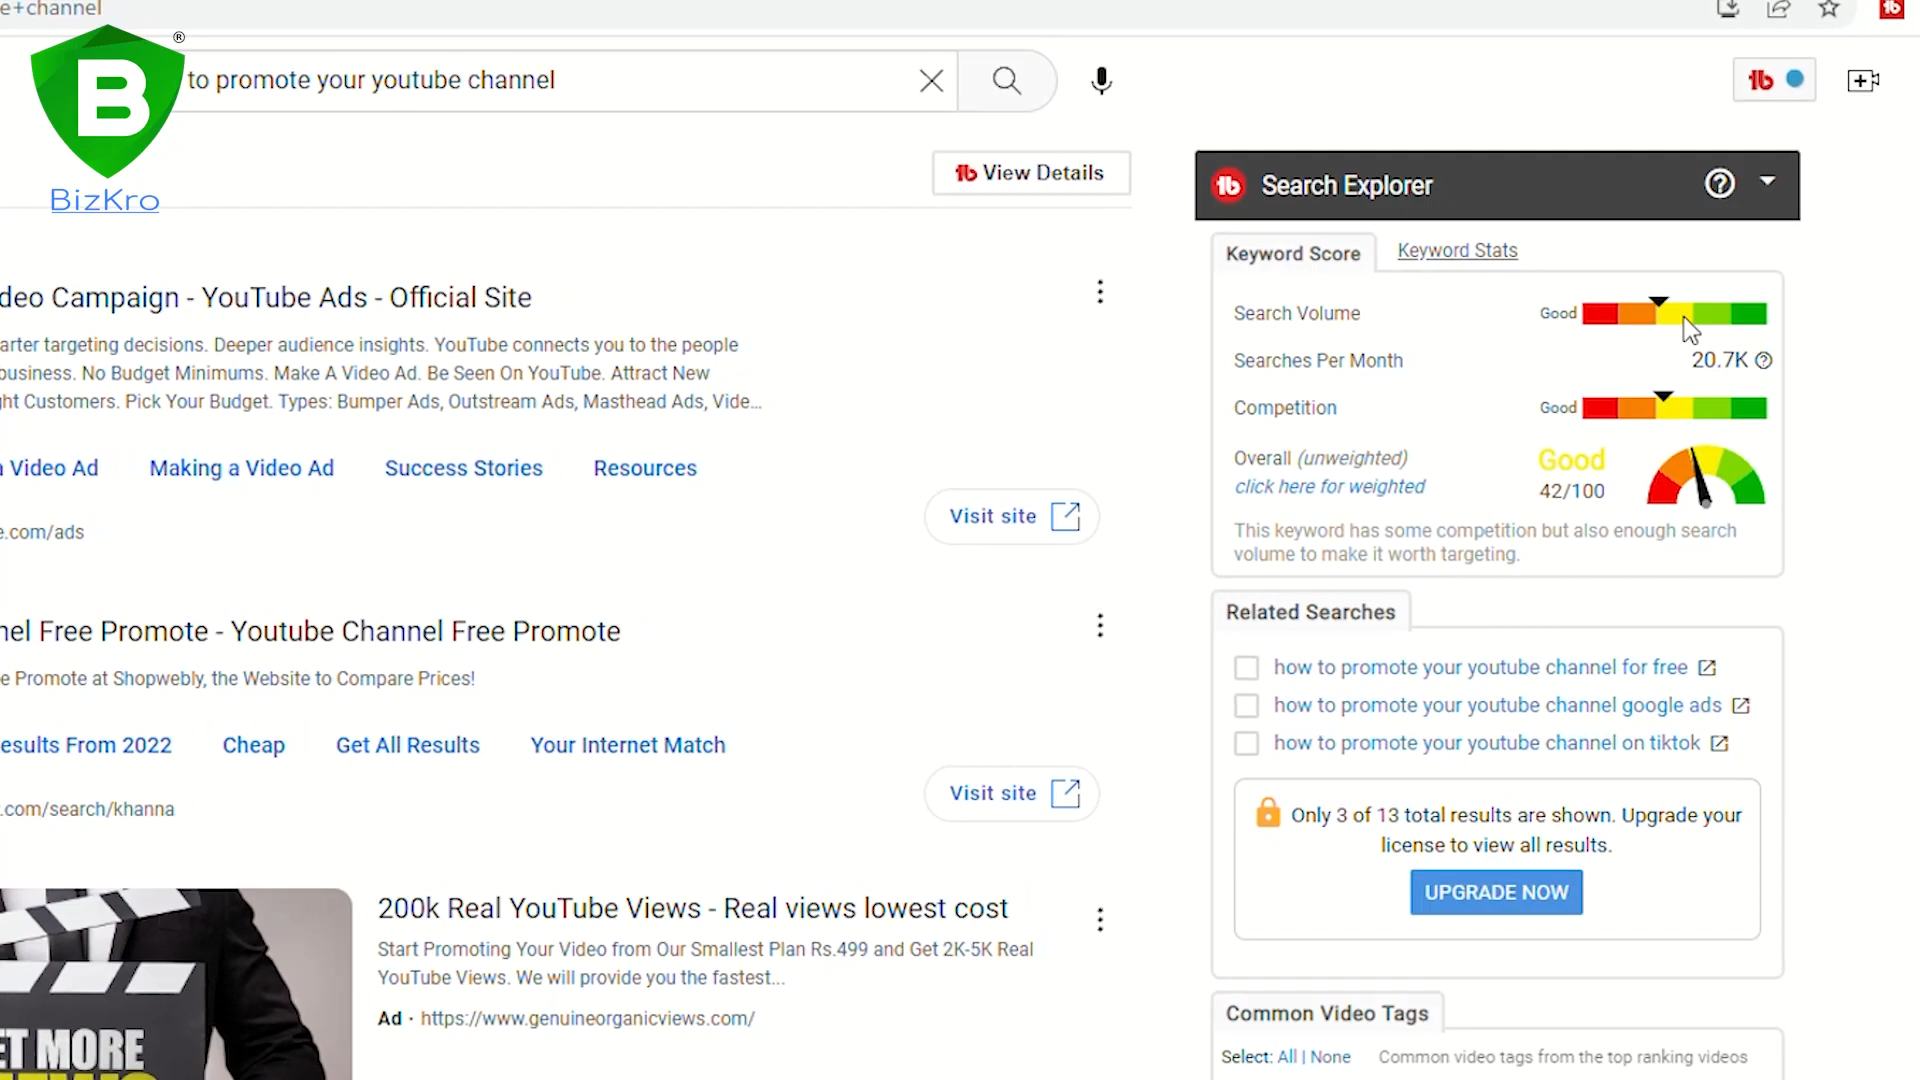 e+channel
B
®
BizKro
to promote your youtube channel
View Details
deo Campaign - YouTube Ads - Official Site
arter targeting decisions. Deeper audience insights. YouTube connects you to the people
business. No Budget Minimums. Make A Video Ad. Be Seen On YouTube. Attract New
ht Customers. Pick Your Budget. Types: Bumper Ads, Outstream Ads, Masthead Ads, Vide...
Video Ad Making a Video Ad Success Stories Resources
Visit site
e.com/ads
nel Free Promote - Youtube Channel Free Promote
e Promote at Shopwebly, the Website to Compare Prices!
esults From 2022 Cheap Get All Results Your Internet Match
Visit site
.com/search/khanna
200k Real YouTube Views - Real views lowest cost
Start Promoting Your Video from Our Smallest Plan Rs.499 and Get 2K-5K Real
YouTube Views. We will provide you the fastest...
Ad · https://www.genuineorganicviews.com/
ET MORE
Search Explorer
Keyword Score Keyword Stats
Search Volume Good
Searches Per Month 20.7K
Competition Good
Overall (unweighted) Good
click here for weighted 42/100
This keyword has some competition but also enough search
volume to make it worth targeting.
Related Searches
how to promote your youtube channel for free
how to promote your youtube channel google ads
how to promote your youtube channel on tiktok
Only 3 of 13 total results are shown. Upgrade your
license to view all results.
UPGRADE NOW
Common Video Tags
Select: All | None Common video tags from the top ranking videos